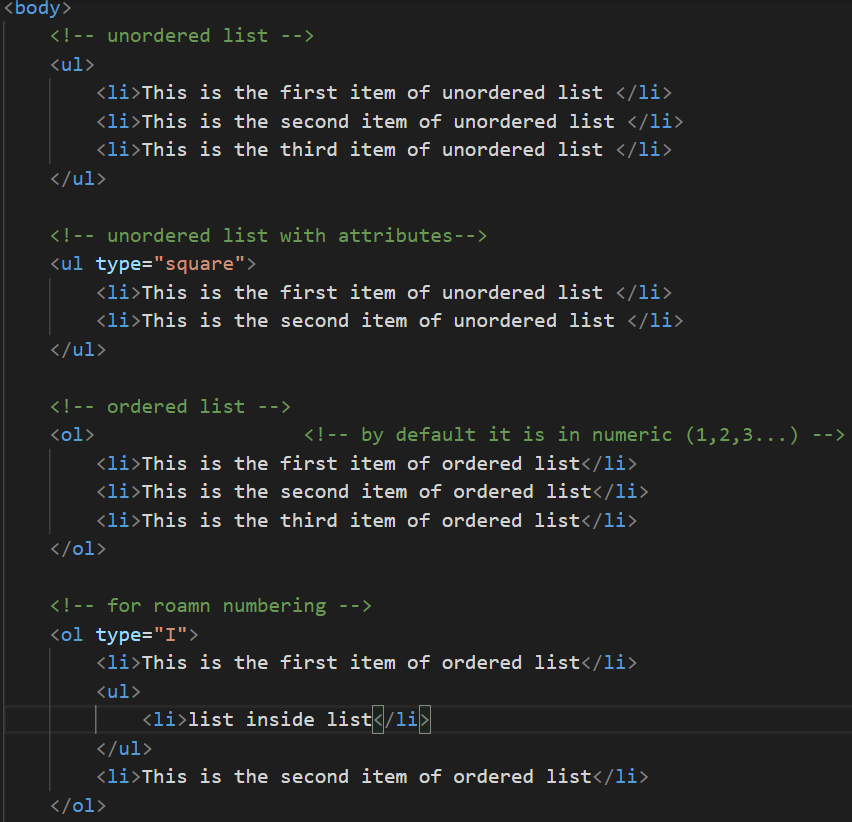 <body>
<!-- unordered list -->
<ul>
<li>This is the first item of unordered list </li>
<li>This is the second item of unordered list </li>
<li>This is the third item of unordered list </li>
</ul>
<!-- unordered list with attributes-->
<ul type="square">
<li>This is the first item of unordered list </li>
<li>This is the second item of unordered list </li>
</ul>
<!-- ordered list -->
<ol> <!-- by default it is in numeric (1,2,3...) -->
<li>This is the first item of ordered list</li>
<li>This is the second item of ordered list</li>
<li>This is the third item of ordered list</li>
</ol>
<!-- for roamn numbering -->
<ol type="I">
<li>This is the first item of ordered list</li>
<ul>
<li>list inside list</li>
</ul>
<li>This is the second item of ordered list</li>
</ol>